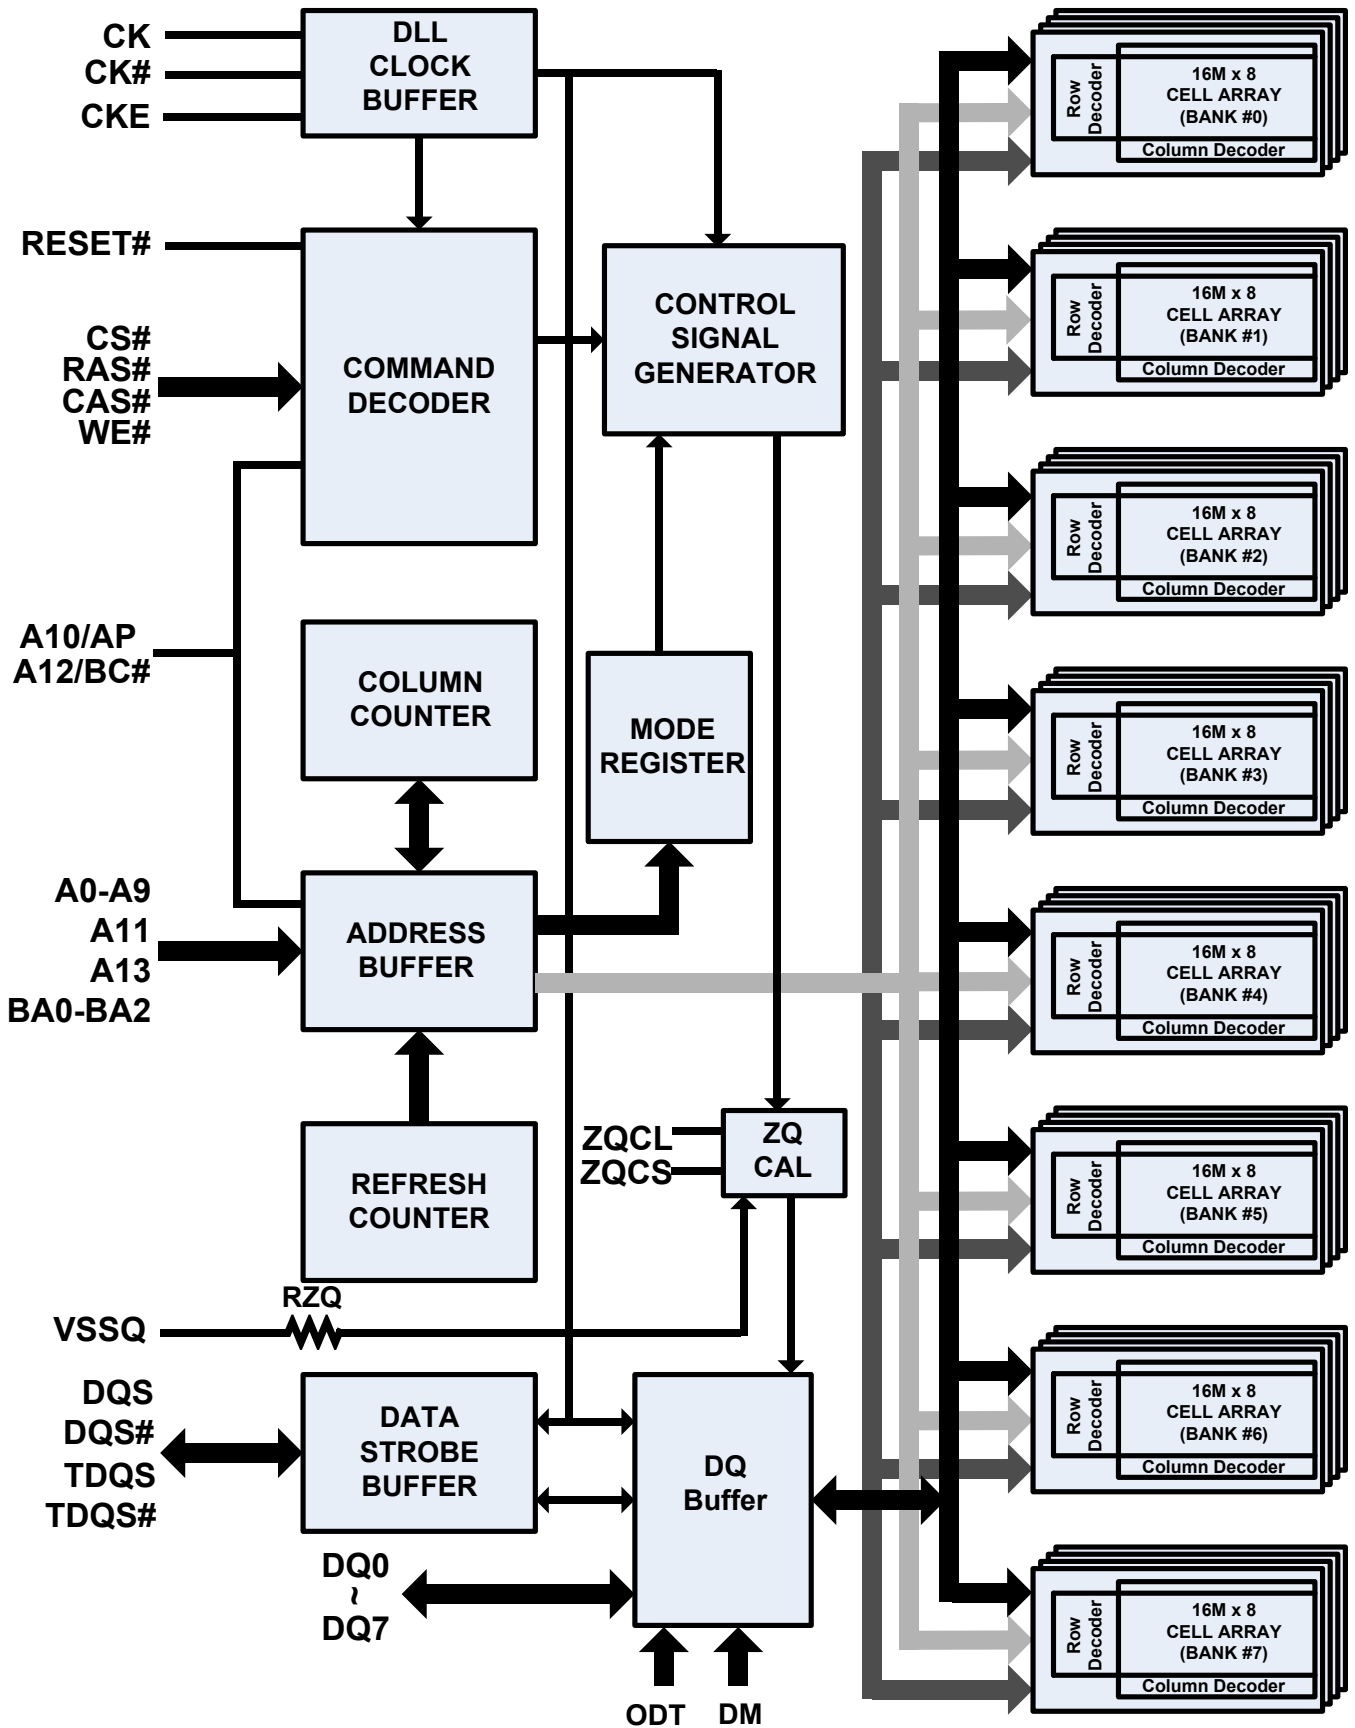 CK
CK#
CKE
DLL
CLOCK
BUFFER
RESET#
CS#
RAS#
CAS#
WE#
COMMAND
DECODER
CONTROL
SIGNAL
GENERATOR
A10/AP
A12/BC#
COLUMN
COUNTER
MODE
REGISTER
A0-A9
A11
A13
BA0-BA2
ADDRESS
BUFFER
REFRESH
COUNTER
ZQCL
ZQCS
ZQ
CAL
RZQ
VSSQ
DQS
DQS#
TDQS
TDQS#
DATA
STROBE
BUFFER
DQ
Buffer
DQ0
~
DQ7
ODT
DM
Row
Decoder
16M x 8
CELL ARRAY
(BANK #0)
Column Decoder
Row
Decoder
16M x 8
CELL ARRAY
(BANK #1)
Column Decoder
Row
Decoder
16M x 8
CELL ARRAY
(BANK #2)
Column Decoder
Row
Decoder
16M x 8
CELL ARRAY
(BANK #3)
Column Decoder
Row
Decoder
16M x 8
CELL ARRAY
(BANK #4)
Column Decoder
Row
Decoder
16M x 8
CELL ARRAY
(BANK #5)
Column Decoder
Row
Decoder
16M x 8
CELL ARRAY
(BANK #6)
Column Decoder
Row
Decoder
16M x 8
CELL ARRAY
(BANK #7)
Column Decoder